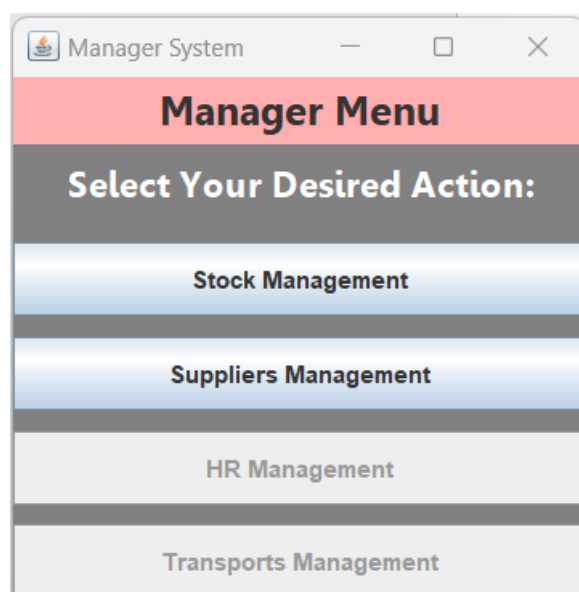 Manager System
Manager Menu
Select Your Desired Action:
Stock Management
Suppliers Management
HR Management
Transports Management